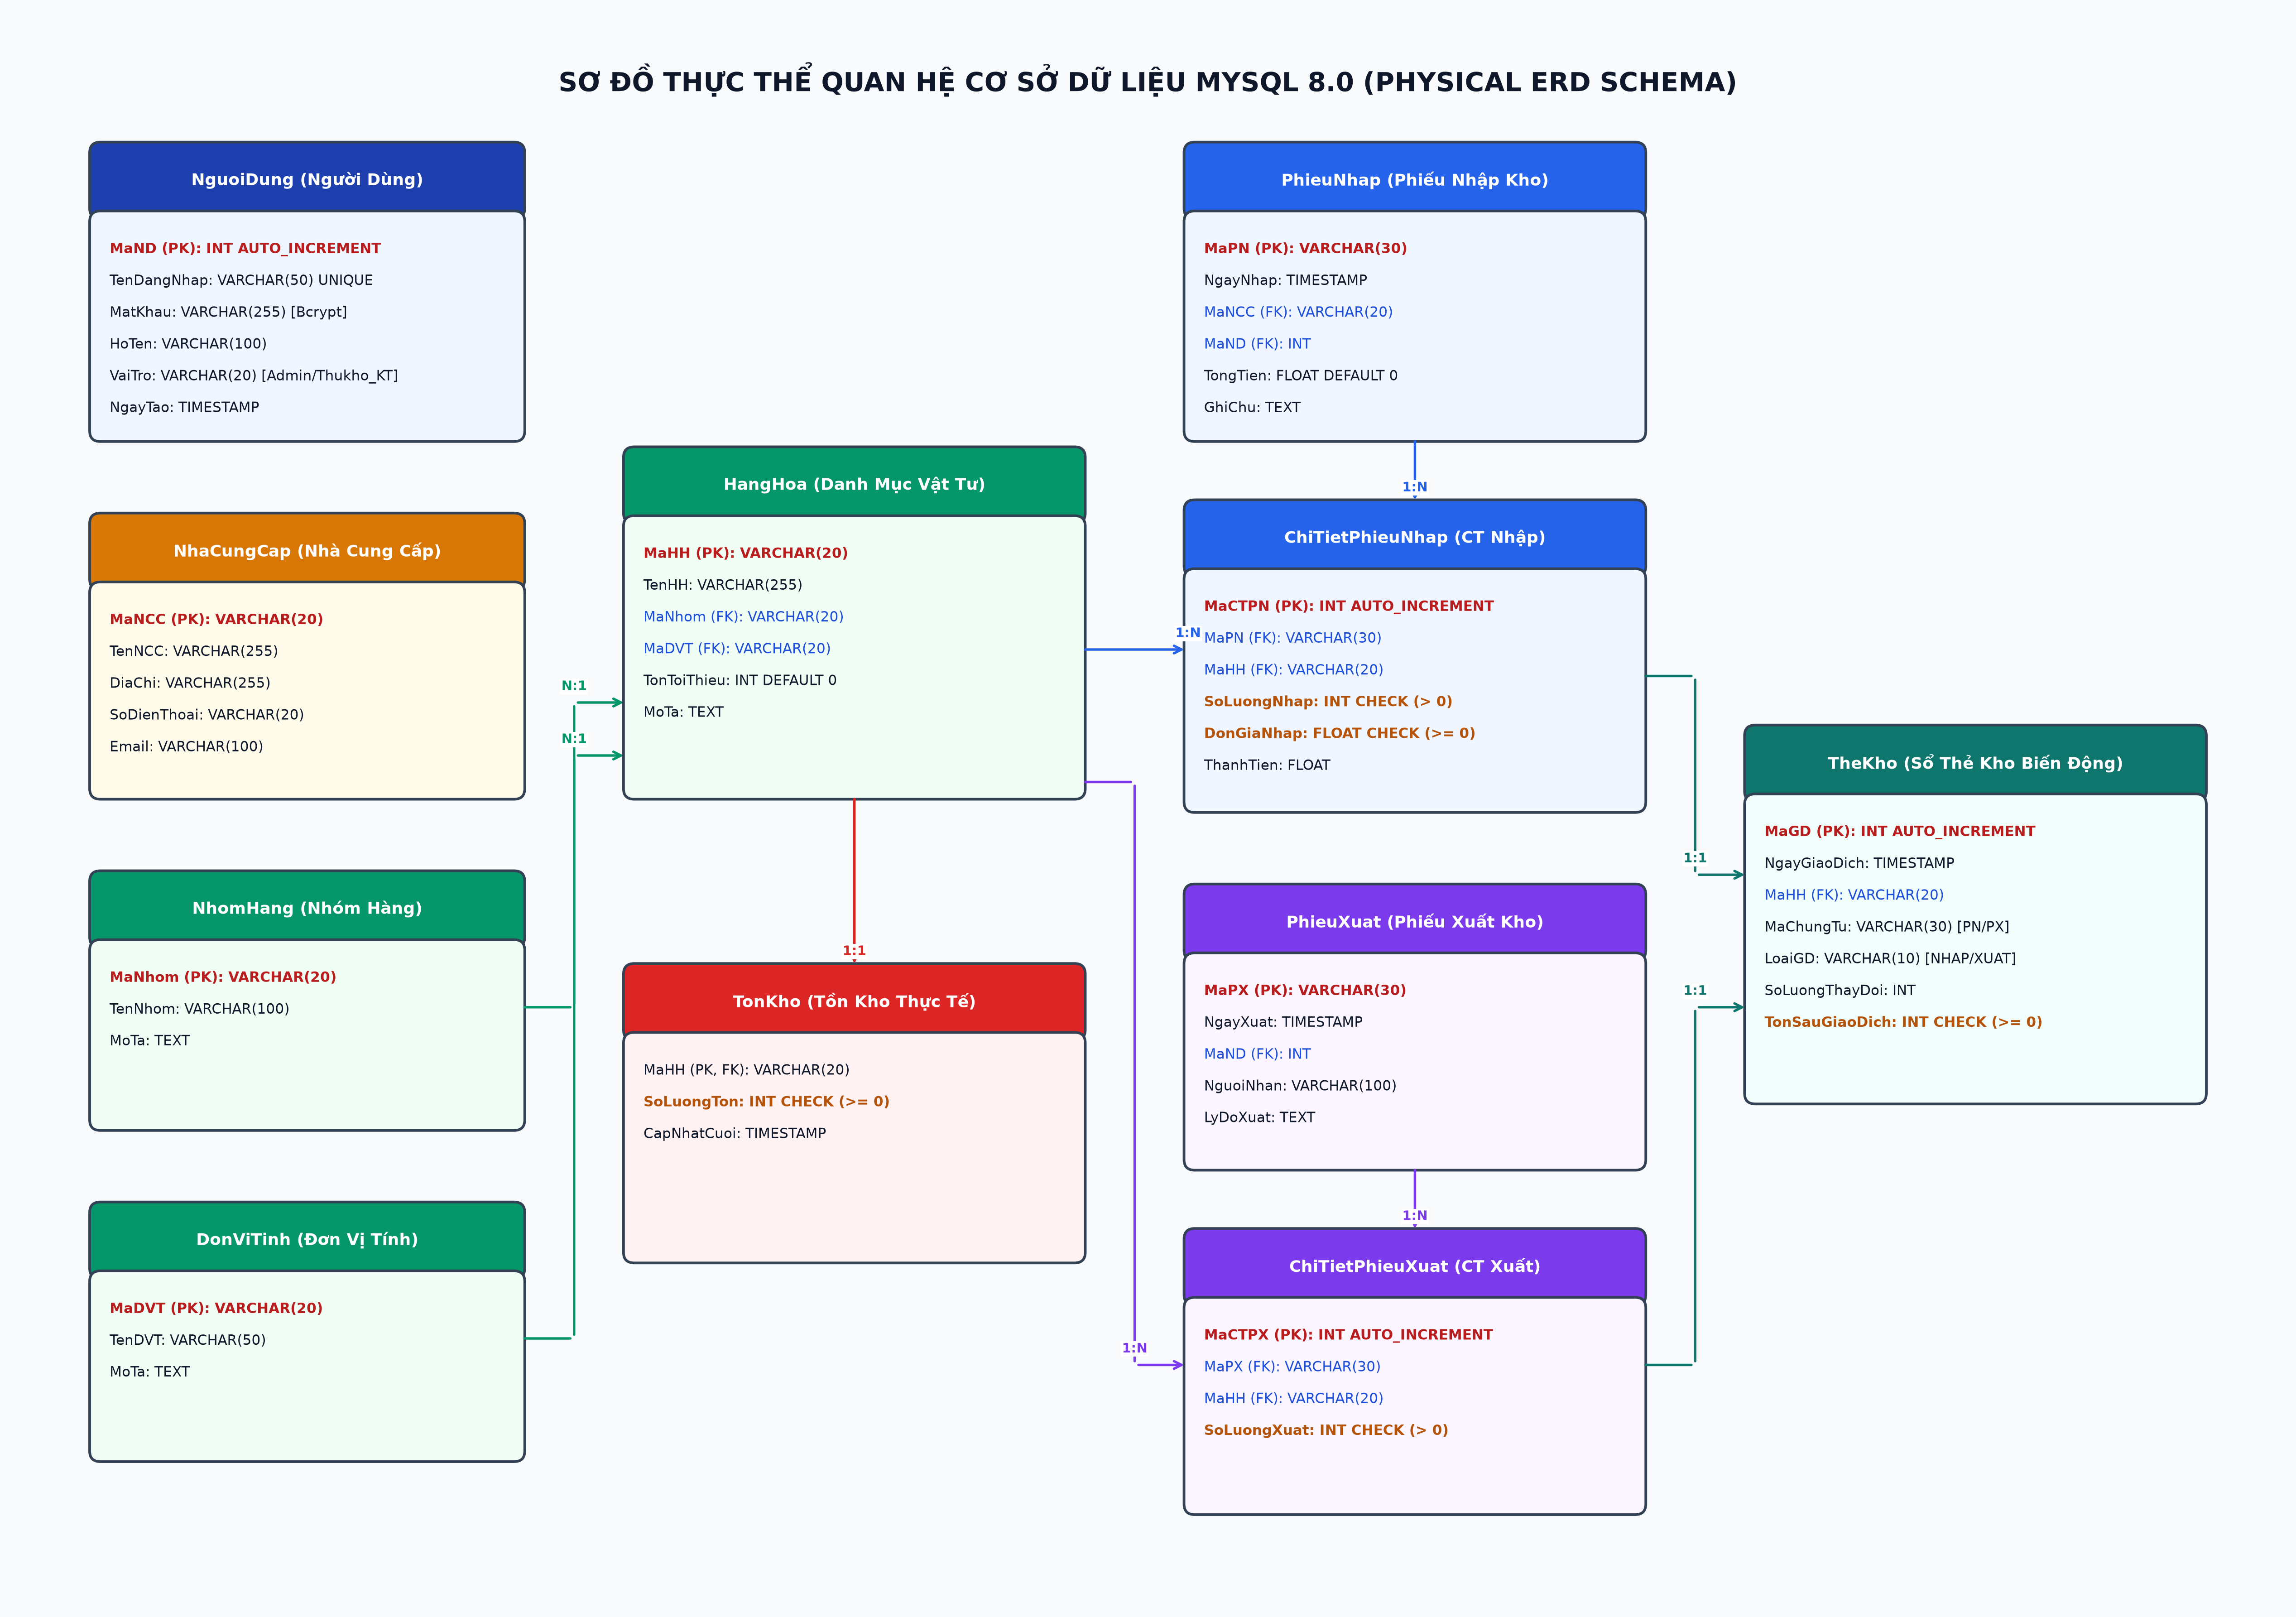 SƠ ĐỒ THỰC THỂ QUAN HỆ CƠ SỞ DỮ LIỆU MYSQL 8.0 (PHYSICAL ERD SCHEMA)
NguoiDung (Người Dùng)
MaND (PK): INT AUTO_INCREMENT
TenDangNhap: VARCHAR(50) UNIQUE
MatKhau: VARCHAR(255) [Bcrypt]
HoTen: VARCHAR(100)
VaiTro: VARCHAR(20) [Admin/Thukho_KT]
NgayTao: TIMESTAMP
NhaCungCap (Nhà Cung Cấp)
MaNCC (PK): VARCHAR(20)
TenNCC: VARCHAR(255)
DiaChi: VARCHAR(255)
SoDienThoai: VARCHAR(20)
Email: VARCHAR(100)
NhomHang (Nhóm Hàng)
MaNhom (PK): VARCHAR(20)
TenNhom: VARCHAR(100)
MoTa: TEXT
DonViTinh (Đơn Vị Tính)
MaDVT (PK): VARCHAR(20)
TenDVT: VARCHAR(50)
MoTa: TEXT
N:1
N:1
HangHoa (Danh Mục Vật Tư)
MaHH (PK): VARCHAR(20)
TenHH: VARCHAR(255)
MaNhom (FK): VARCHAR(20)
MaDVT (FK): VARCHAR(20)
TonToiThieu: INT DEFAULT 0
MoTa: TEXT
1:1
TonKho (Tồn Kho Thực Tế)
MaHH (PK, FK): VARCHAR(20)
SoLuongTon: INT CHECK (>= 0)
CapNhatCuoi: TIMESTAMP
PhieuNhap (Phiếu Nhập Kho)
MaPN (PK): VARCHAR(30)
NgayNhap: TIMESTAMP
MaNCC (FK): VARCHAR(20)
MaND (FK): INT
TongTien: FLOAT DEFAULT 0
GhiChu: TEXT
1:N
ChiTietPhieuNhap (CT Nhập)
MaCTPN (PK): INT AUTO_INCREMENT
1:N
MaPN (FK): VARCHAR(30)
MaHH (FK): VARCHAR(20)
SoLuongNhap: INT CHECK (> 0)
DonGiaNhap: FLOAT CHECK (>= 0)
ThanhTien: FLOAT
PhieuXuat (Phiếu Xuất Kho)
MaPX (PK): VARCHAR(30)
NgayXuat: TIMESTAMP
MaND (FK): INT
NguoiNhan: VARCHAR(100)
LyDoXuat: TEXT
1:N
ChiTietPhieuXuat (CT Xuất)
1:N
MaCTPX (PK): INT AUTO_INCREMENT
MaPX (FK): VARCHAR(30)
MaHH (FK): VARCHAR(20)
SoLuongXuat: INT CHECK (> 0)
1:1
1:1
TheKho (Sổ Thẻ Kho Biến Động)
MaGD (PK): INT AUTO_INCREMENT
NgayGiaoDich: TIMESTAMP
MaHH (FK): VARCHAR(20)
MaChungTu: VARCHAR(30) [PN/PX]
LoaiGD: VARCHAR(10) [NHAP/XUAT]
SoLuongThayDoi: INT
TonSauGiaoDich: INT CHECK (>= 0)